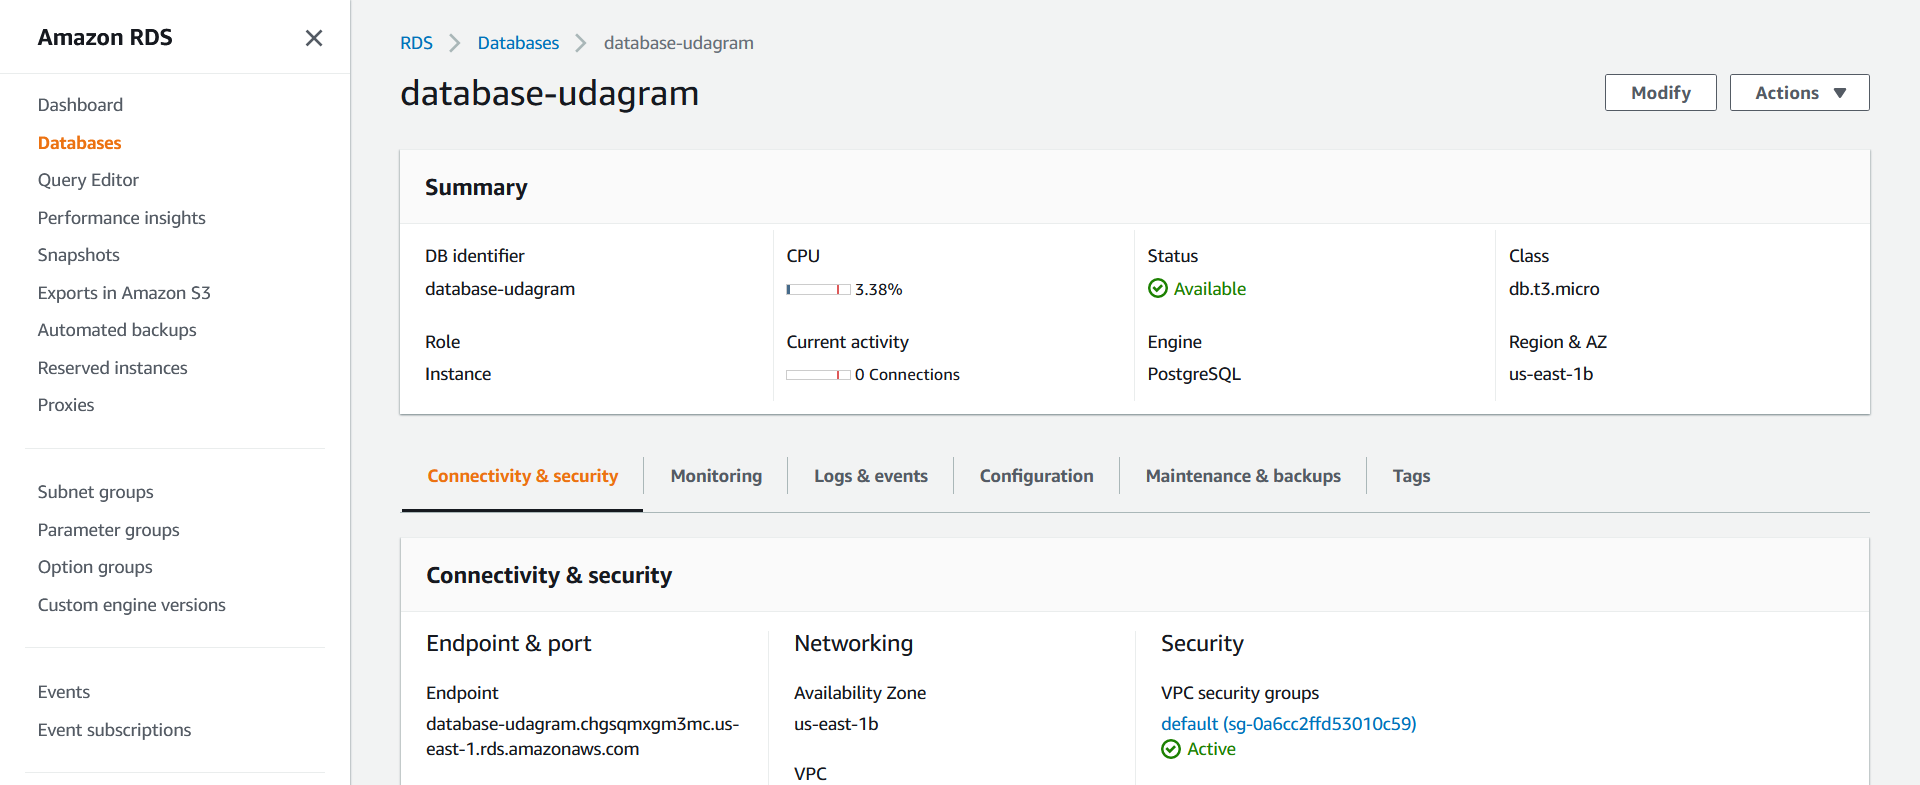 Amazon RDS
Dashboard
Databases
Query Editor
Performance insights
Snapshots
Exports in Amazon S3
Automated backups
Reserved instances
Proxies
Subnet groups
Parameter groups
Option groups
Custom engine versions
Events
Event subscriptions
RDS Databases database-udagram
database-udagram
Modify Actions
Summary
DB identifier
database-udagram
CPU
3.38%
Status
Available
Class
db.t3.micro
Role
Instance
Current activity
0 Connections
Engine
PostgreSQL
Region & AZ
us-east-1b
Connectivity & security Monitoring Logs & events Configuration Maintenance & backups Tags
Connectivity & security
Endpoint & port
Endpoint
database-udagram.chgsqmxgm3mc.us-
east-1.rds.amazonaws.com
Networking
Availability Zone
us-east-1b
VPC
Security
VPC security groups
default (sg-0a6cc2ffd53010c59)
Active